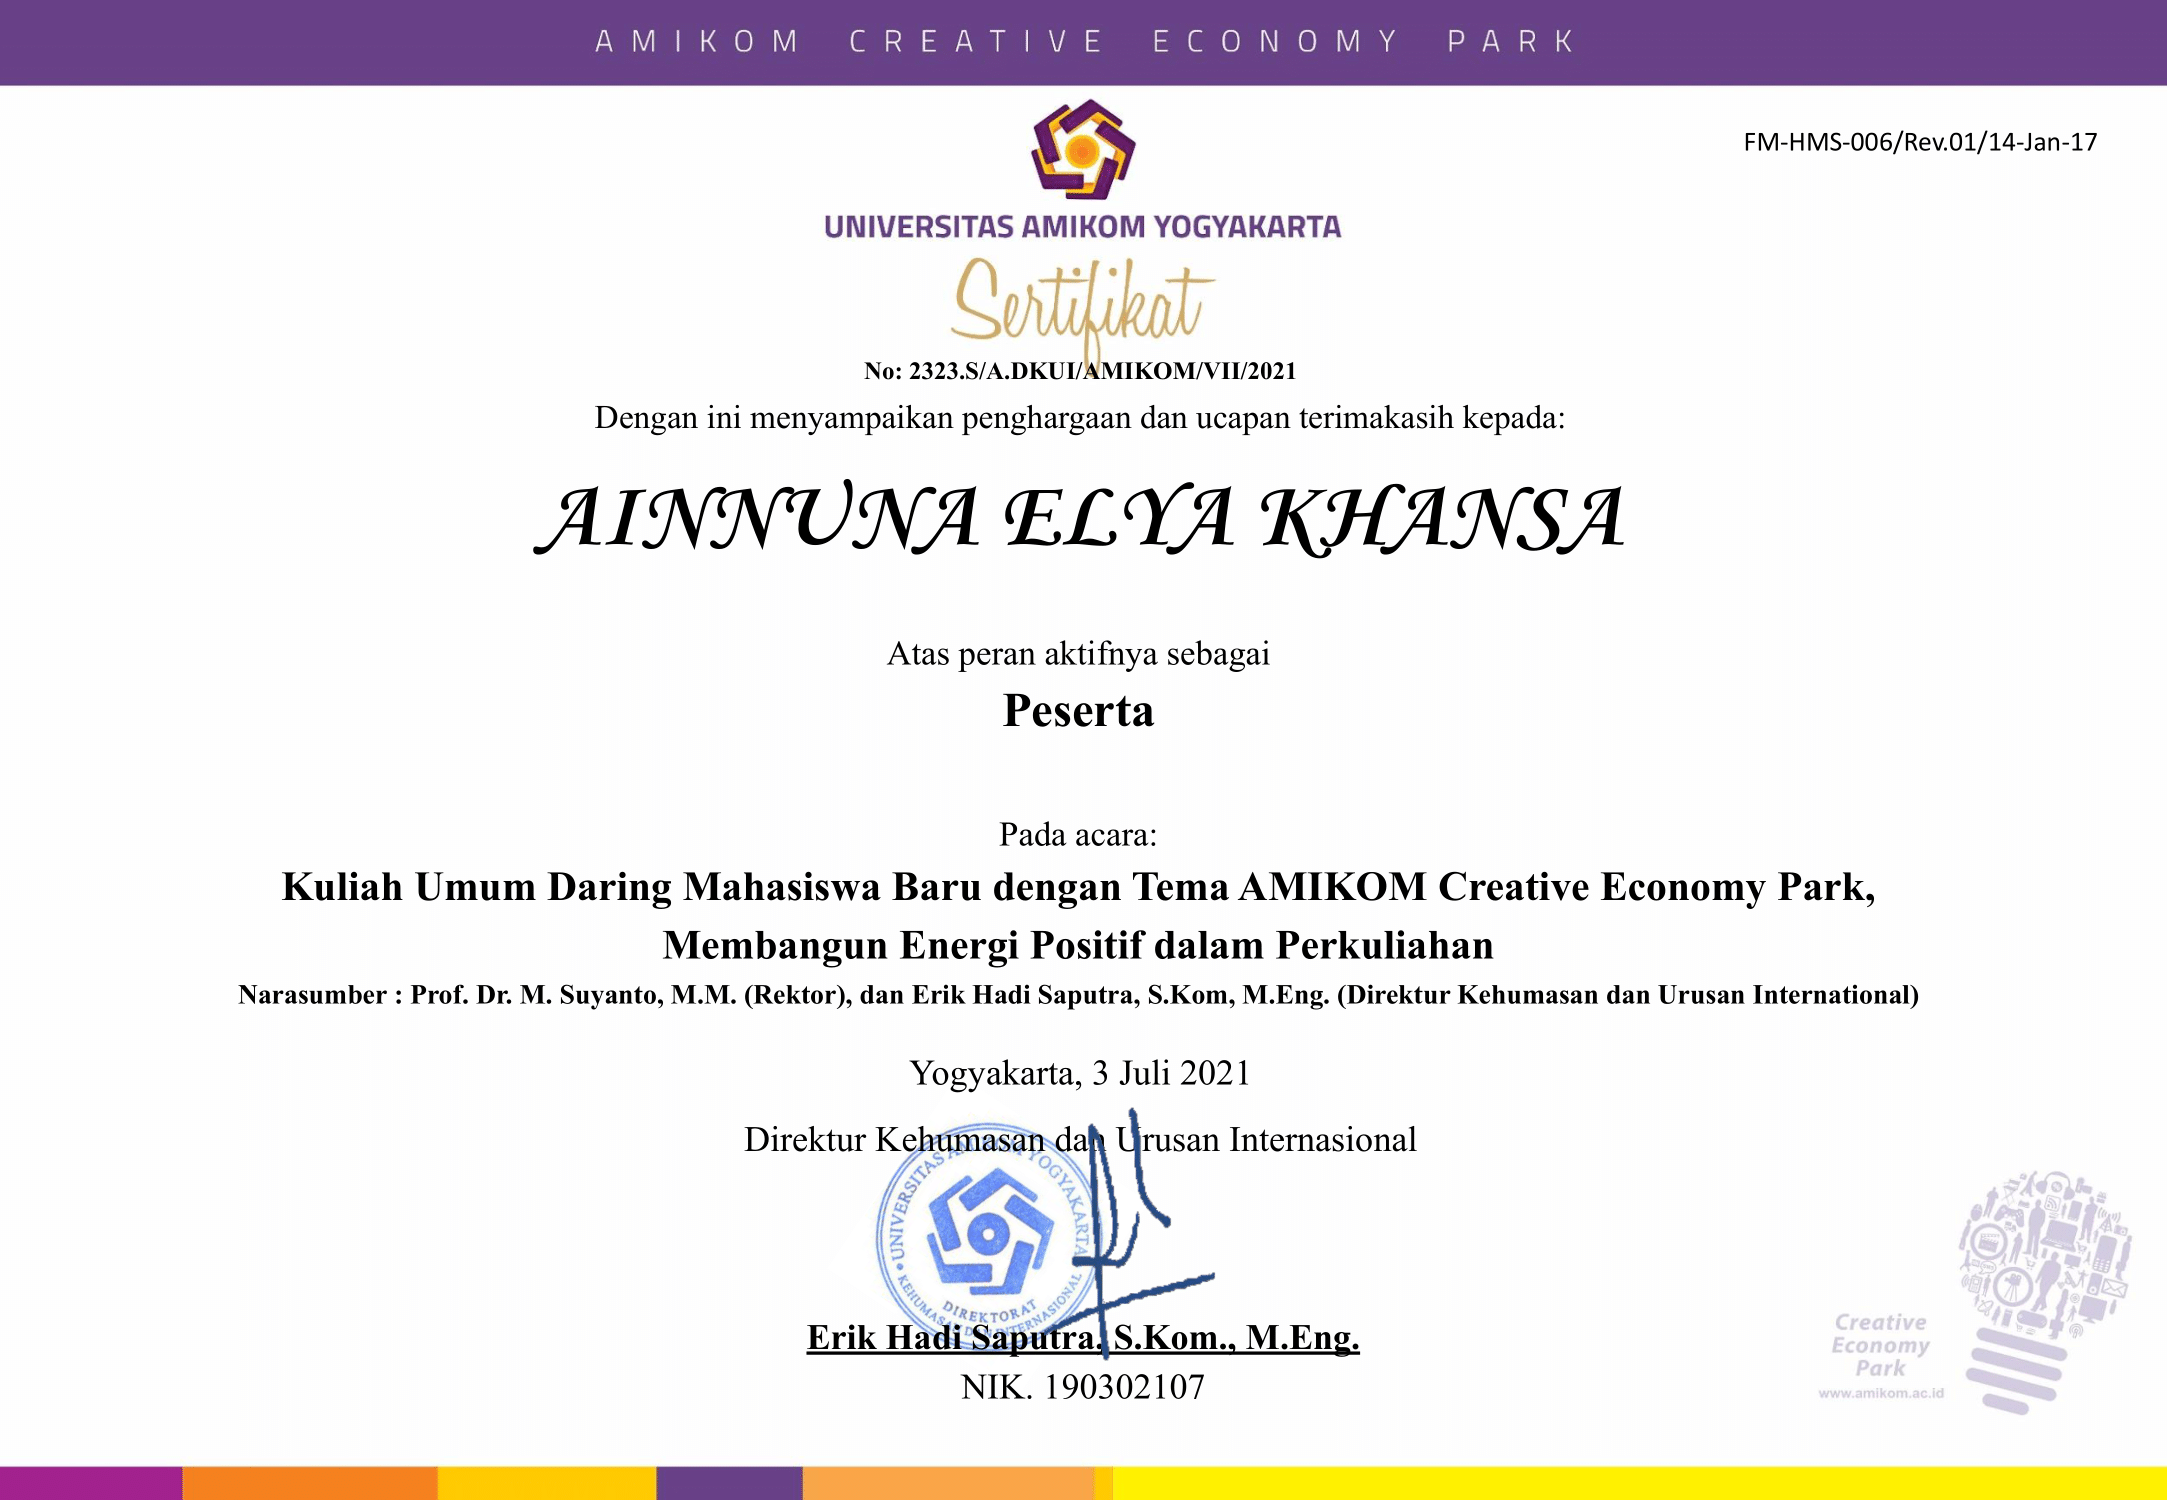 AMIKOM CREATIVE ECONOMY PARK
FM-HMS-006/Rev.01/14-Jan-17
UNIVERSITAS AMIKOM YOGYAKARTA
Sertifikat
No: 2323.S/A.DKUI/AMIKOM/VII/2021
Dengan ini menyampaikan penghargaan dan ucapan terimakasih kepada:
AINNUNA ELYA KHANSA
Atas peran aktifnya sebagai
Peserta
Pada acara:
Kuliah Umum Daring Mahasiswa Baru dengan Tema AMIKOM Creative Economy Park,
Membangun Energi Positif dalam Perkuliahan
Narasumber : Prof. Dr. M. Suyanto, M.M. (Rektor), dan Erik Hadi Saputra, S.Kom, M.Eng. (Direktur Kehumasan dan Urusan International)
Yogyakarta, 3 Juli 2021
Direktur Kehumasan dan Urusan Internasional
UNIVERSITAS AMIKOM YOGYAKARTA
DIREKTORAT
KEHUMASAN DAN INTERNASIONAL
Erik Hadi Saputra, S.Kom., M.Eng.
NIK. 190302107
Creative
Economy
Park
www.amikom.ac.id